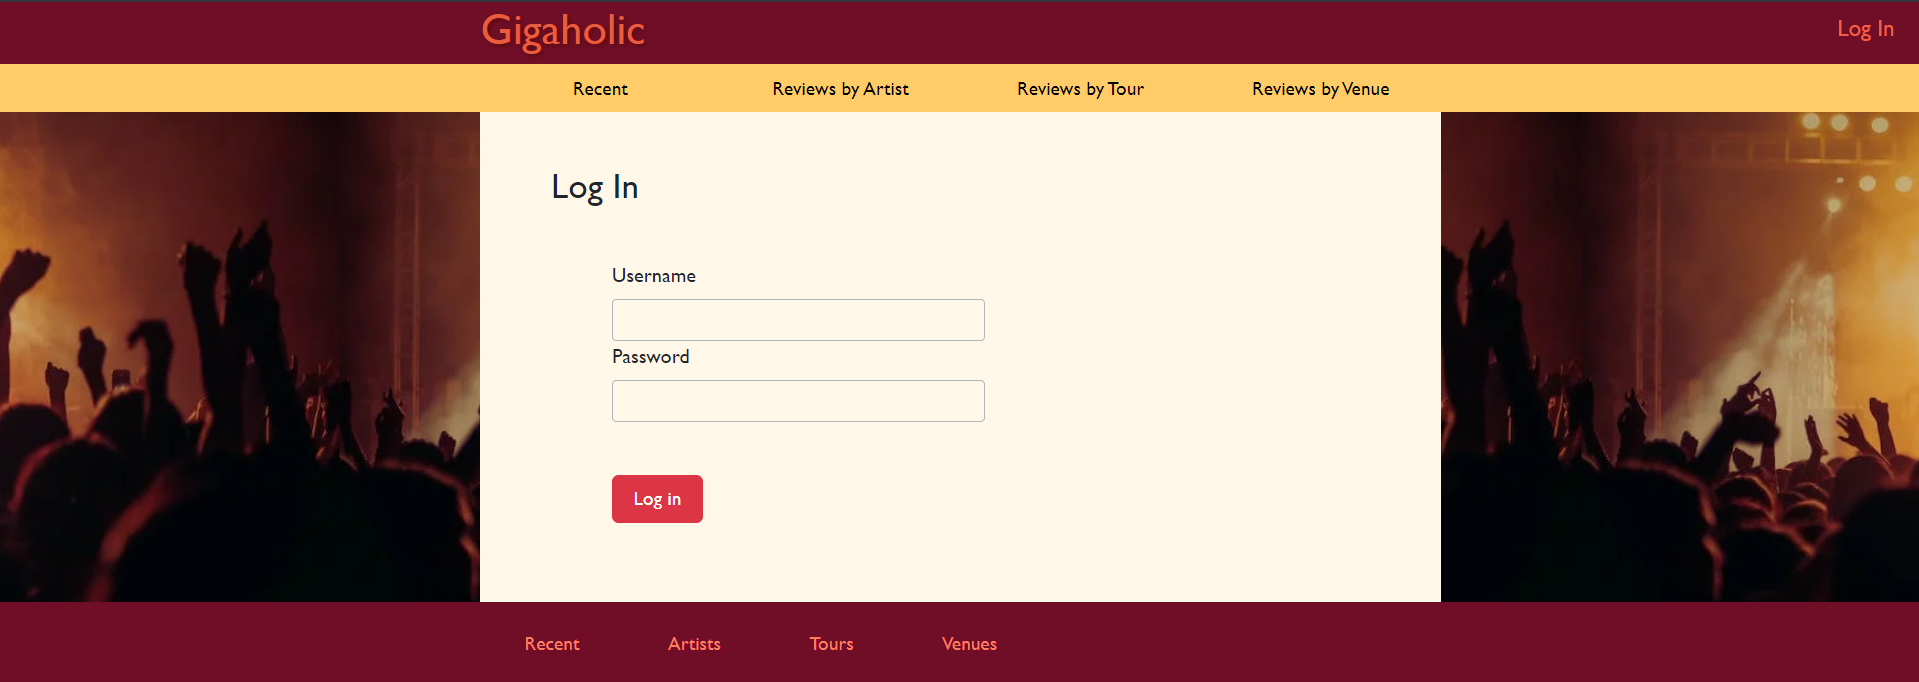 Gigaholic
Log In
Recent
Reviews by Artist
Reviews by Tour
Reviews by Venue
Log In
Username
Password
Log in
Recent
Artists
Tours
Venues